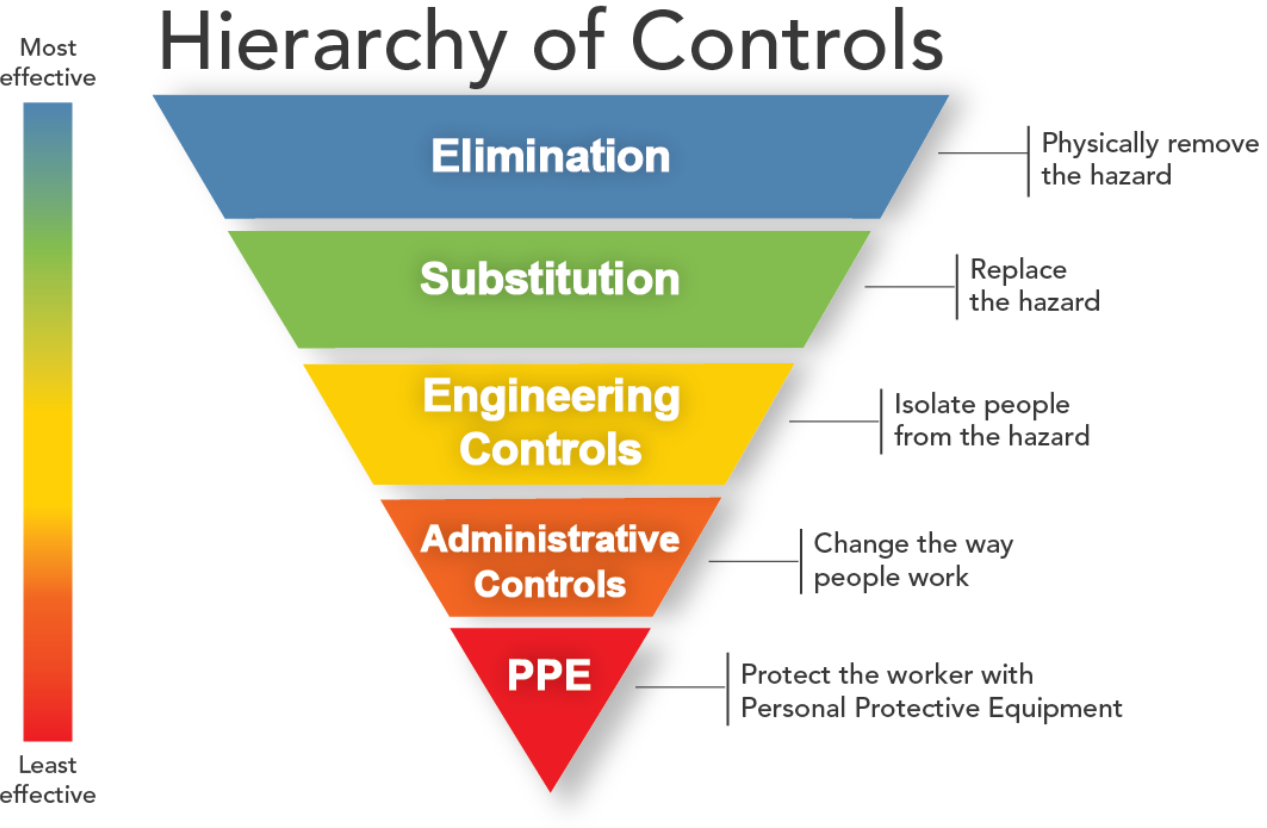 Hierarchy of Controls
Most
effective
Elimination
Physically remove
the hazard
Substitution
Replace
the hazard
Engineering
Controls
Isolate people
from the hazard
Administrative
Controls
Change the way
people work
PPE
Protect the worker with
Personal Protective Equipment
Least
effective